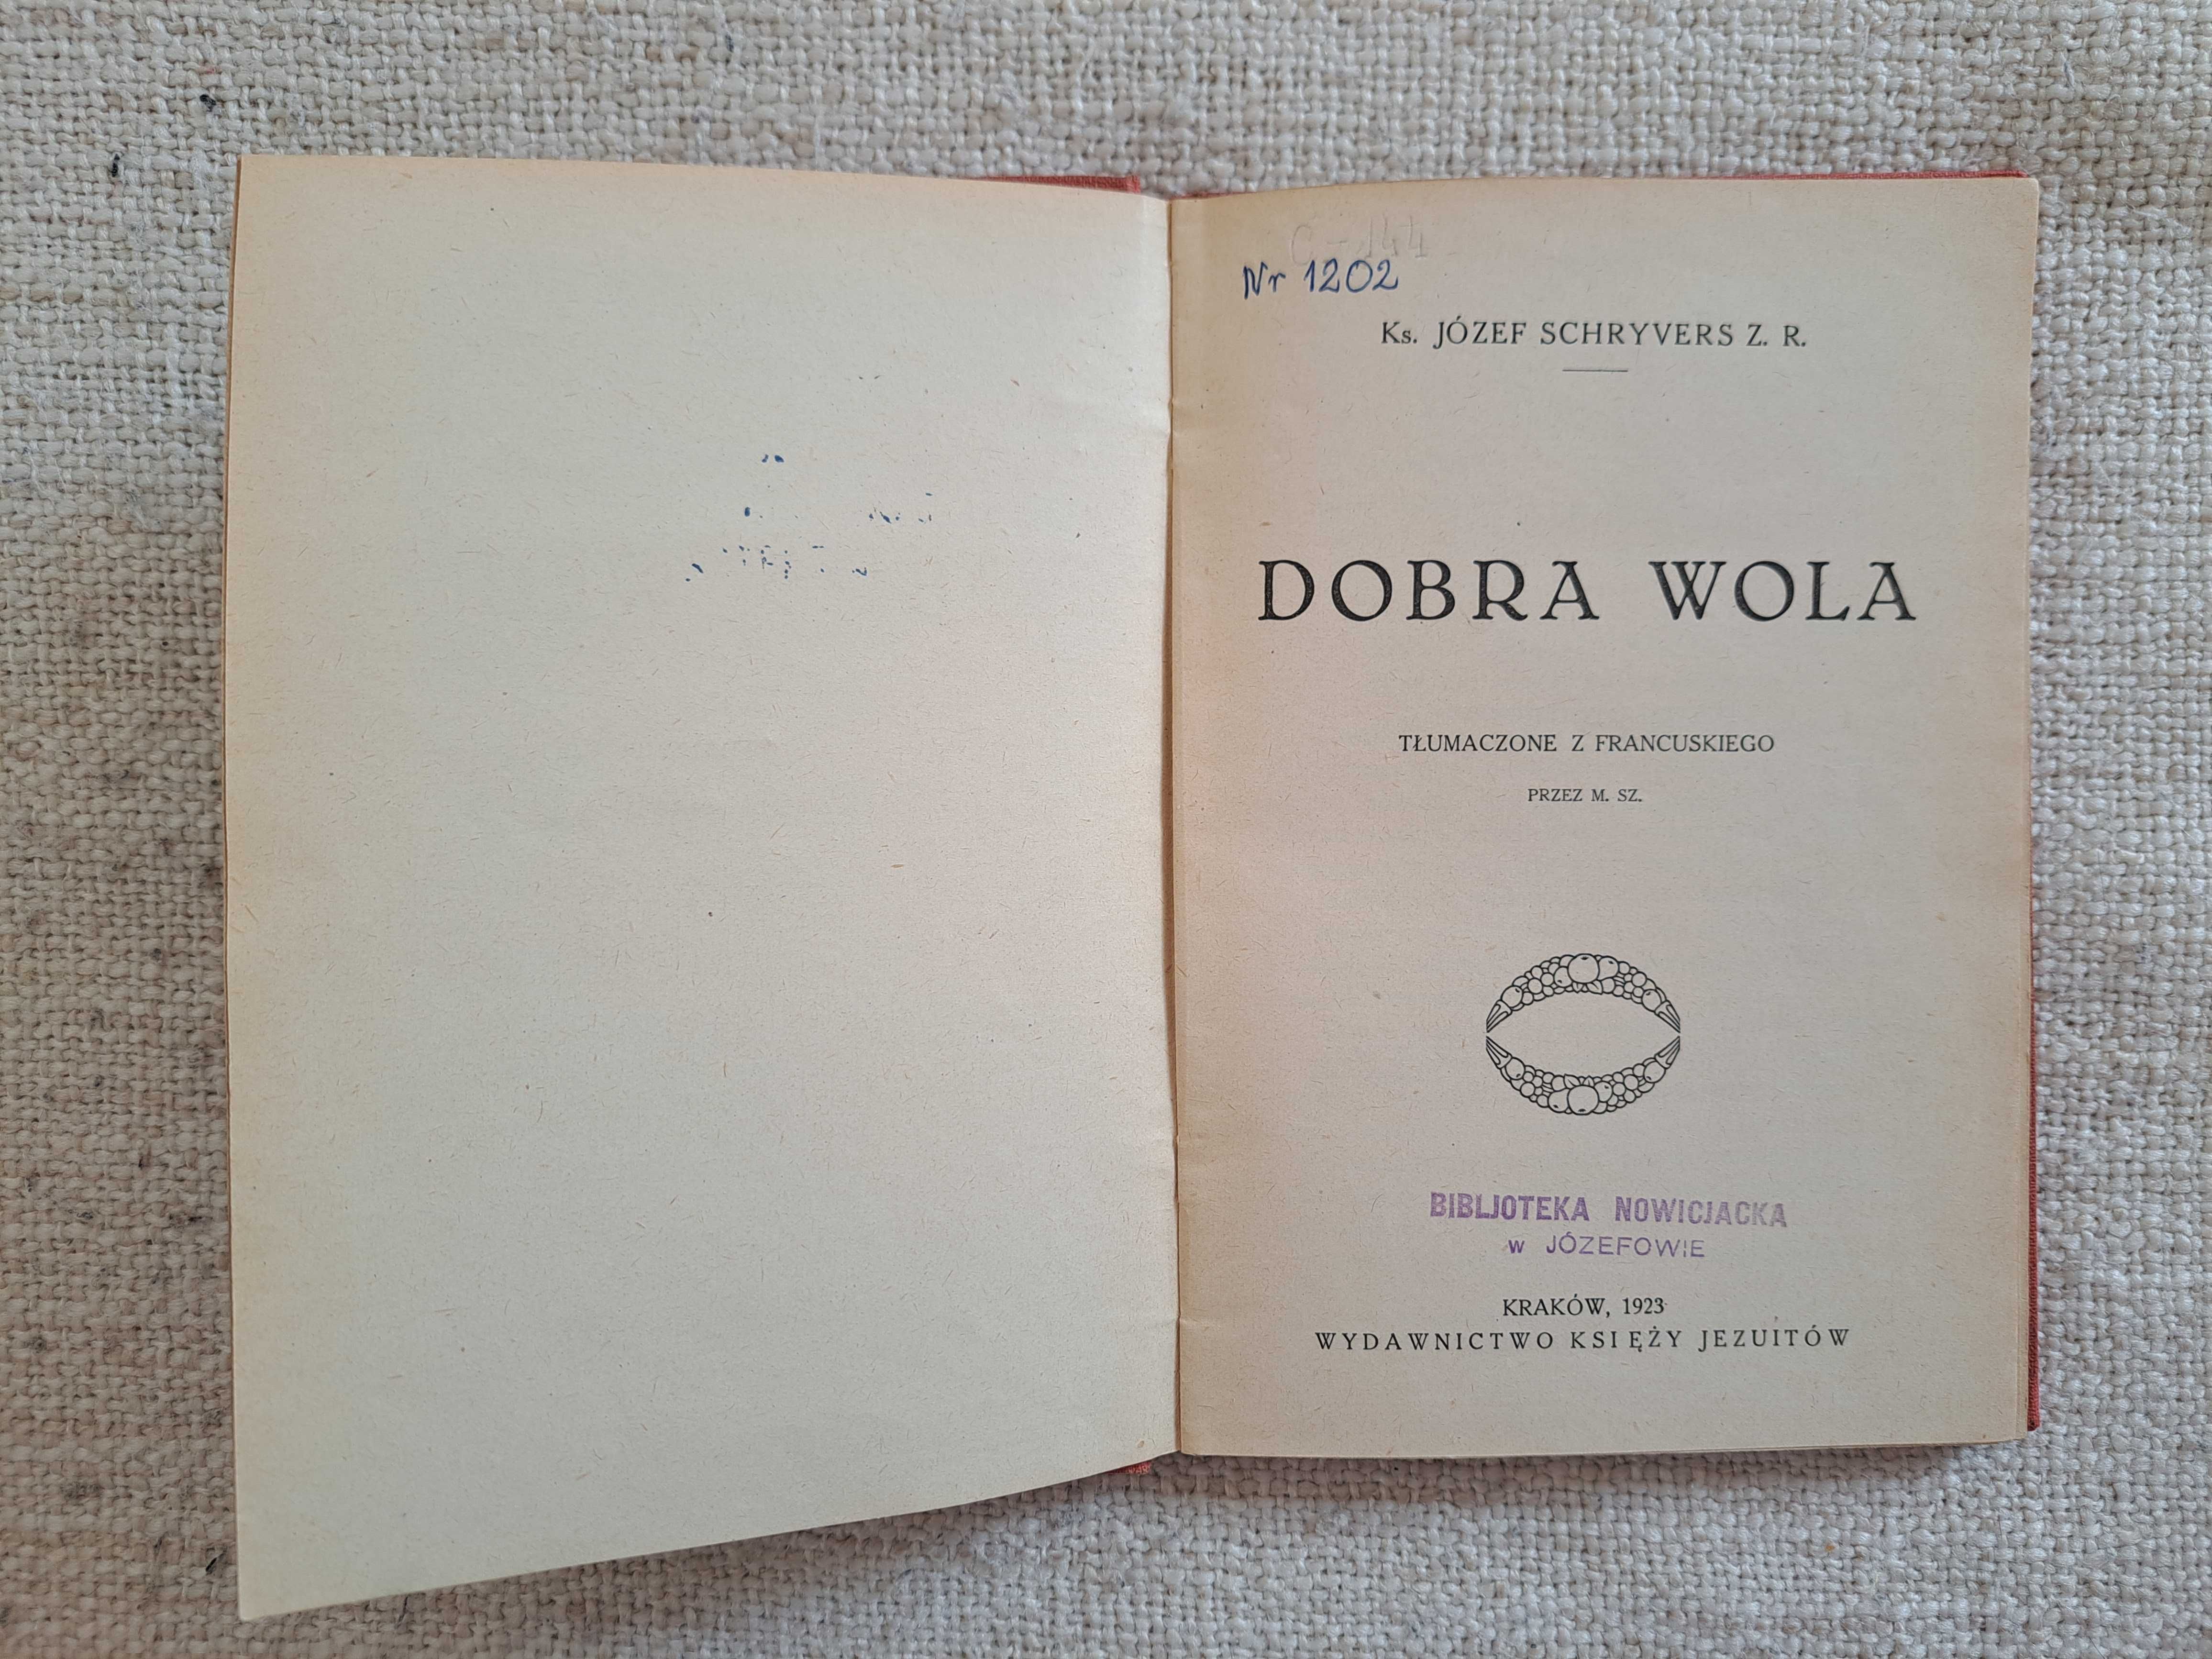 C-144
Nr 1202
Ks. JÓZEF SCHRYVERS Z. R.
DOBRA WOLA
TŁUMACZONE Z FRANCUSKIEGO
PRZEZ M. SZ.
BIBLJOTEKA NOWICJACKA
w JÓZEFOWIE
KRAKÓW, 1923
WYDAWNICTWO KSIĘŻY JEZUITÓW